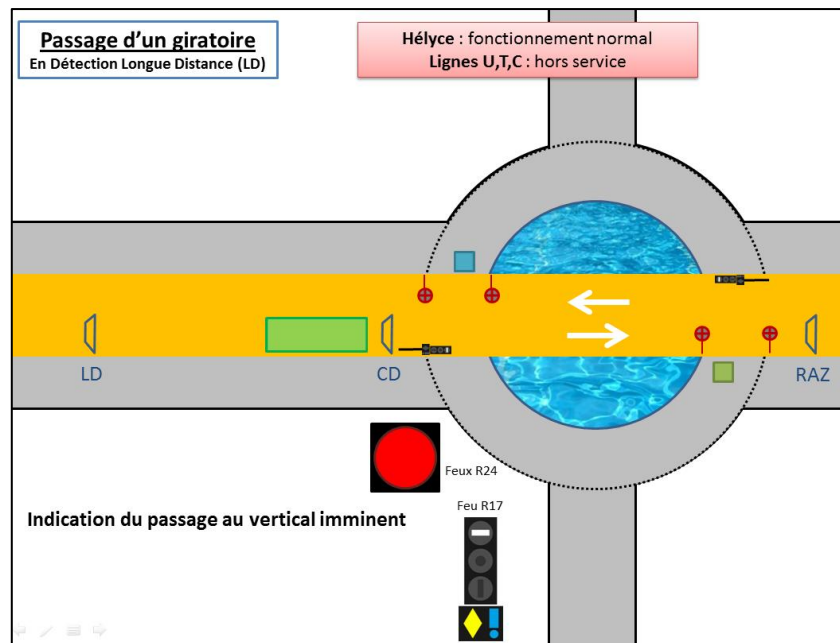 Passage d'un giratoire
En Détection Longue Distance (LD)
Hélyce : fonctionnement normal
Lignes U,T,C : hors service
LD
CD
RAZ
Feux R24
Feu R17
Indication du passage au vertical imminent